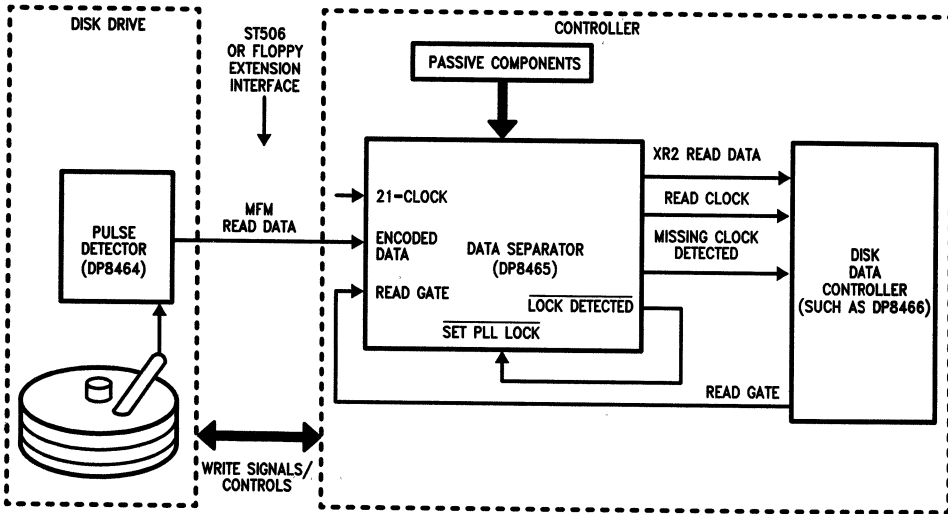 DISK DRIVE
ST506
OR FLOPPY
EXTENSION
INTERFACE
CONTROLLER
PASSIVE COMPONENTS
PULSE
DETECTOR
(DP8464)
MFM
READ DATA
21-CLOCK
ENCODED
DATA
READ GATE
DATA SEPARATOR
(DP8465)
LOCK DETECTED
SET PLL LOCK
XR2 READ DATA
READ CLOCK
MISSING CLOCK
DETECTED
DISK
DATA
CONTROLLER
(SUCH AS DP8466)
READ GATE
WRITE SIGNALS/
CONTROLS